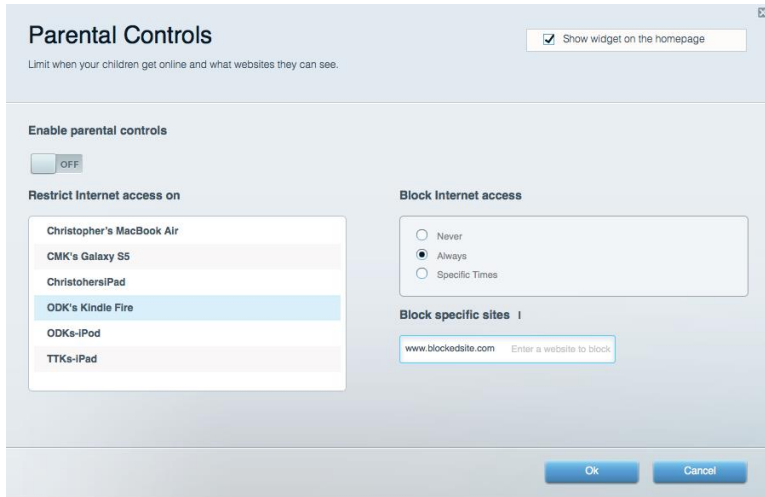 Parental Controls
Show widget on the homepage
Limit when your children get online and what websites they can see.
Enable parental controls
OFF
Restrict Internet access on
Christopher's MacBook Air
CMK's Galaxy S5
ChristohersiPad
ODK's Kindle Fire
ODKs-iPod
TTKs-iPad
Block Internet access
Never
Always
Specific Times
Block specific sites
www.blockedsite.com Enter a website to block
Ok
Cancel